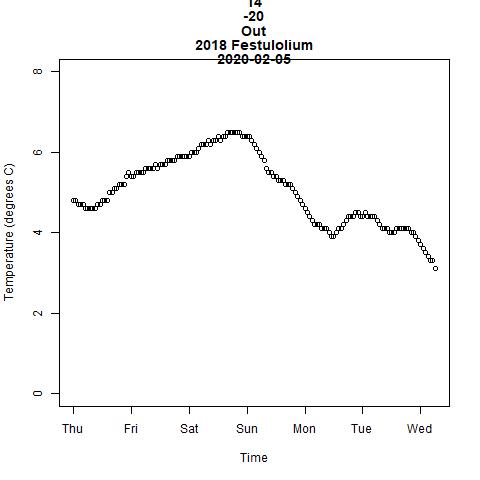 14
-20
Out
2018 Festulolium
2020-02-05
8
6
4
2
0
Temperature (degrees C)
Thu Fri Sat Sun Mon Tue Wed
Time